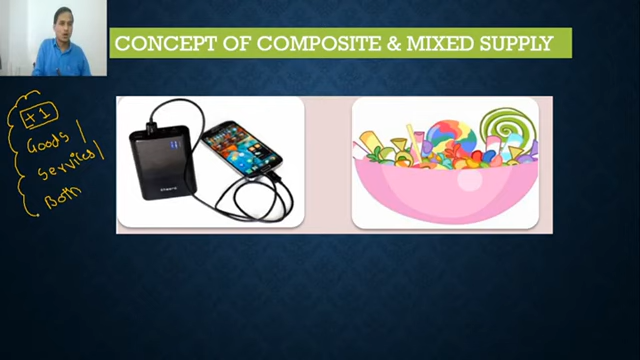 CONCEPT OF COMPOSITE & MIXED SUPPLY
+1
Goods /
Services /
Both